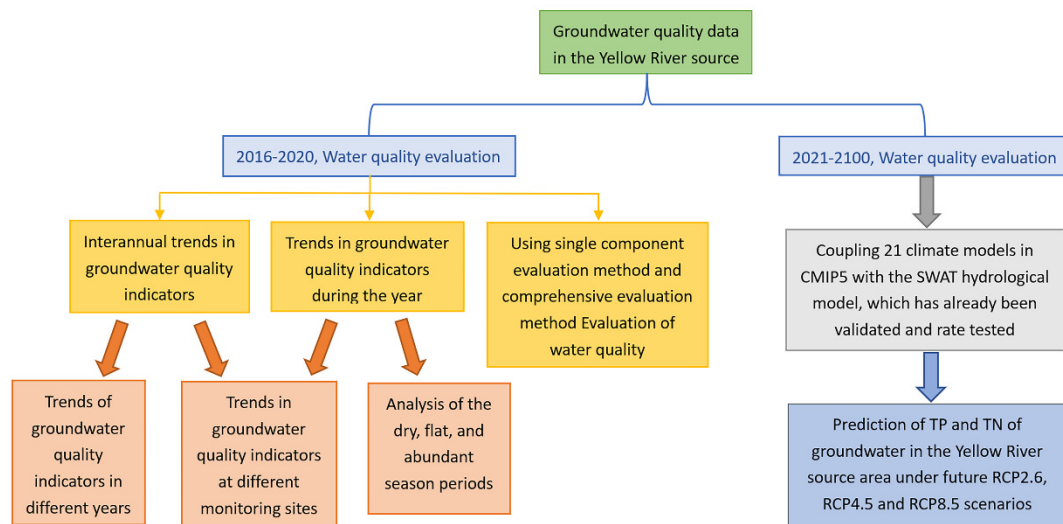 Groundwater quality data
in the Yellow River source
2016-2020, Water quality evaluation
2021-2100, Water quality evaluation
Interannual trends in
groundwater quality
indicators
Trends in groundwater
quality indicators
during the year
Using single component
evaluation method and
comprehensive evaluation
method Evaluation of
water quality
Coupling 21 climate models in
CMIP5 with the SWAT hydrological
model, which has already been
validated and rate tested
Trends of
groundwater
quality
indicators in
different years
Trends in
groundwater
quality indicators
at different
monitoring sites
Analysis of the
dry, flat, and
abundant
season periods
Prediction of TP and TN of
groundwater in the Yellow River
source area under future RCP2.6,
RCP4.5 and RCP8.5 scenarios